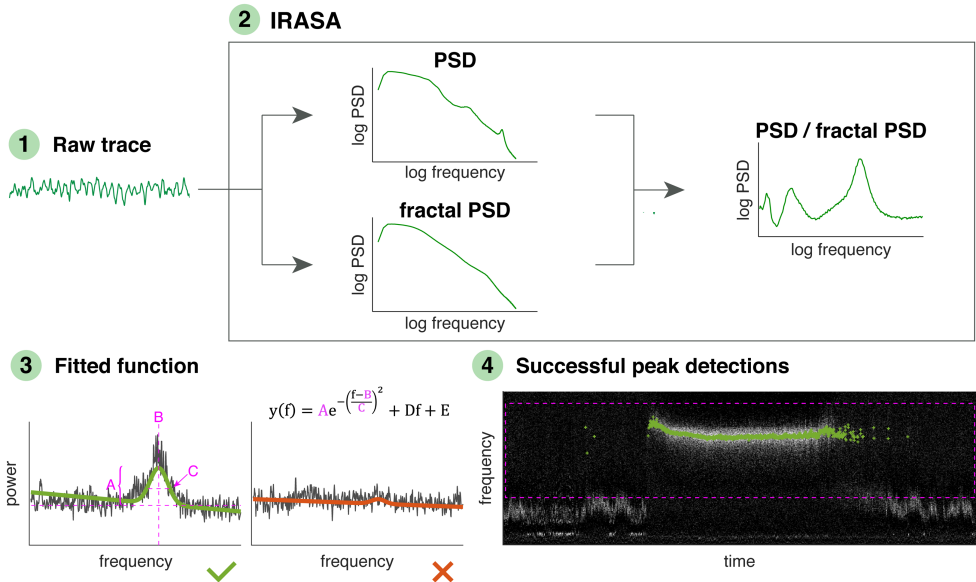 2 IRASA
PSD
log PSD
log frequency
1 Raw trace
PSD / fractal PSD
log PSD
log frequency
fractal PSD
log PSD
log frequency
3 Fitted function
4 Successful peak detections
y(f) = Ae^{-((f-B)/C)^2} + Df + E
B
A
C
power
frequency
frequency
frequency
time